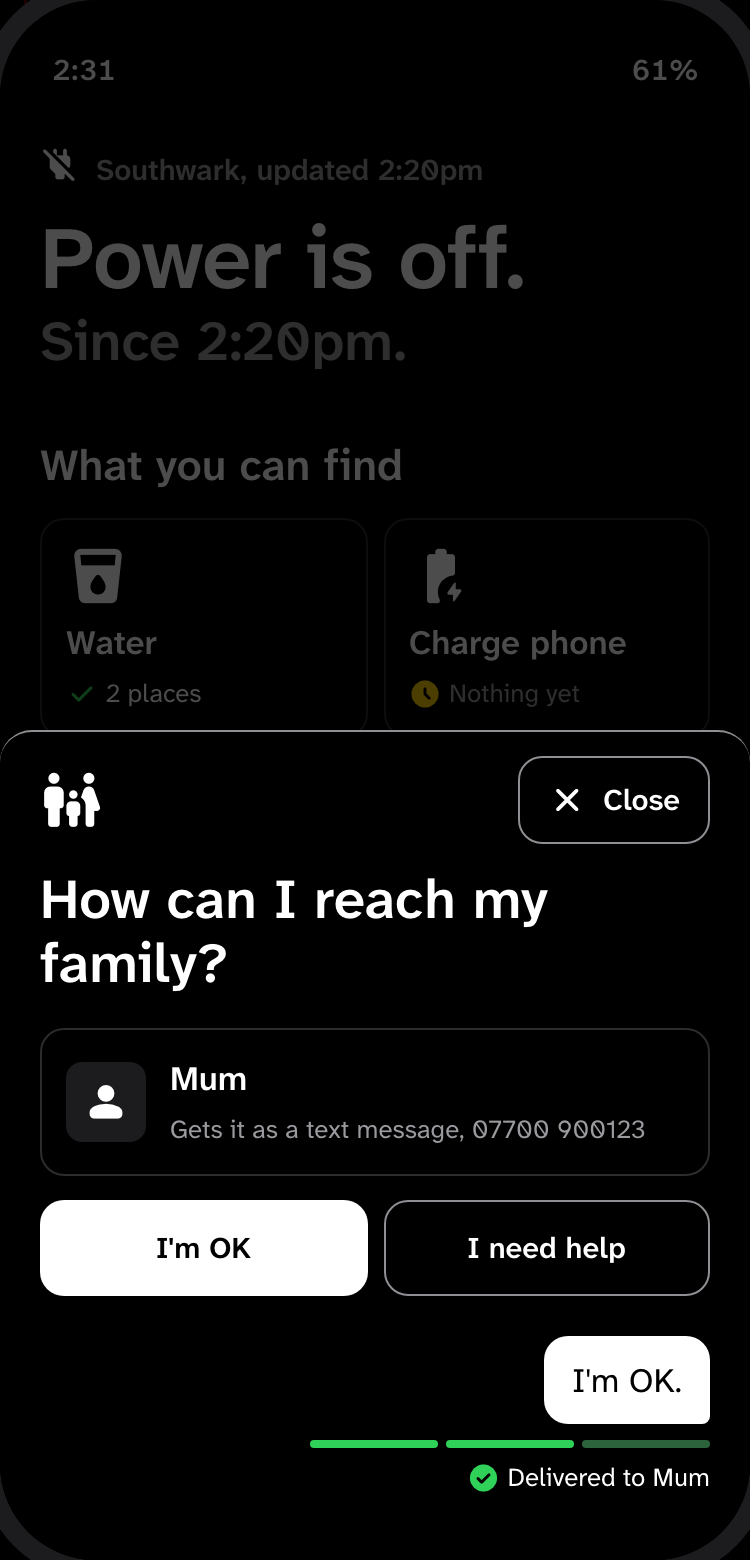 2:31
61%
Southwark, updated 2:20pm
Power is off.
Since 2:20pm.
What you can find
Water
Charge phone
2 places
Nothing yet
Close
How can I reach my
family?
Mum
Gets it as a text message, 07700 900123
I'm OK
I need help
I'm OK.
Delivered to Mum